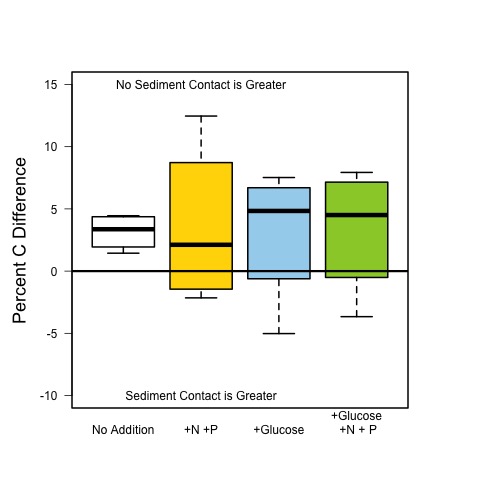 No Sediment Contact is Greater
15
10
5
0
-5
-10
Percent C Difference
Sediment Contact is Greater
No Addition
+N +P
+Glucose
+Glucose
+N + P